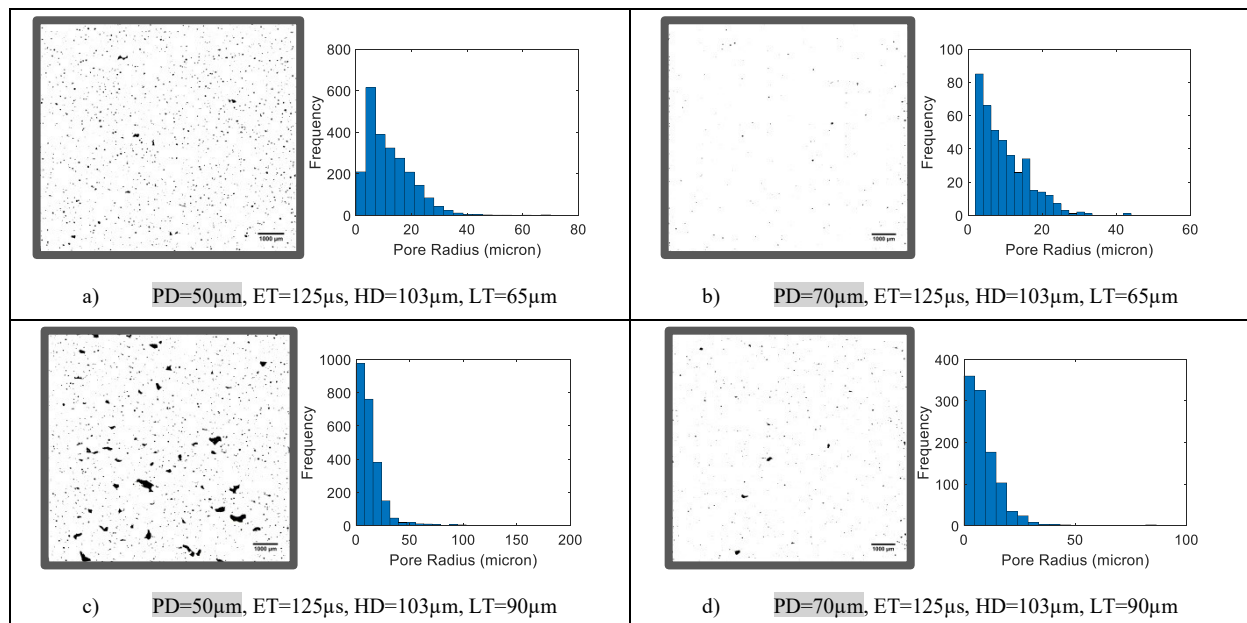 800
600
400
200
0
Frequency
0 20 40 60 80
Pore Radius (micron)
1000 µm
a) PD=50µm, ET=125µs, HD=103µm, LT=65µm
100
80
60
40
20
0
Frequency
0 20 40 60
Pore Radius (micron)
1000 µm
b) PD=70µm, ET=125µs, HD=103µm, LT=65µm
1000
800
600
400
200
0
Frequency
0 50 100 150 200
Pore Radius (micron)
1000 µm
c) PD=50µm, ET=125µs, HD=103µm, LT=90µm
400
300
200
100
0
Frequency
0 50 100
Pore Radius (micron)
1000 µm
d) PD=70µm, ET=125µs, HD=103µm, LT=90µm